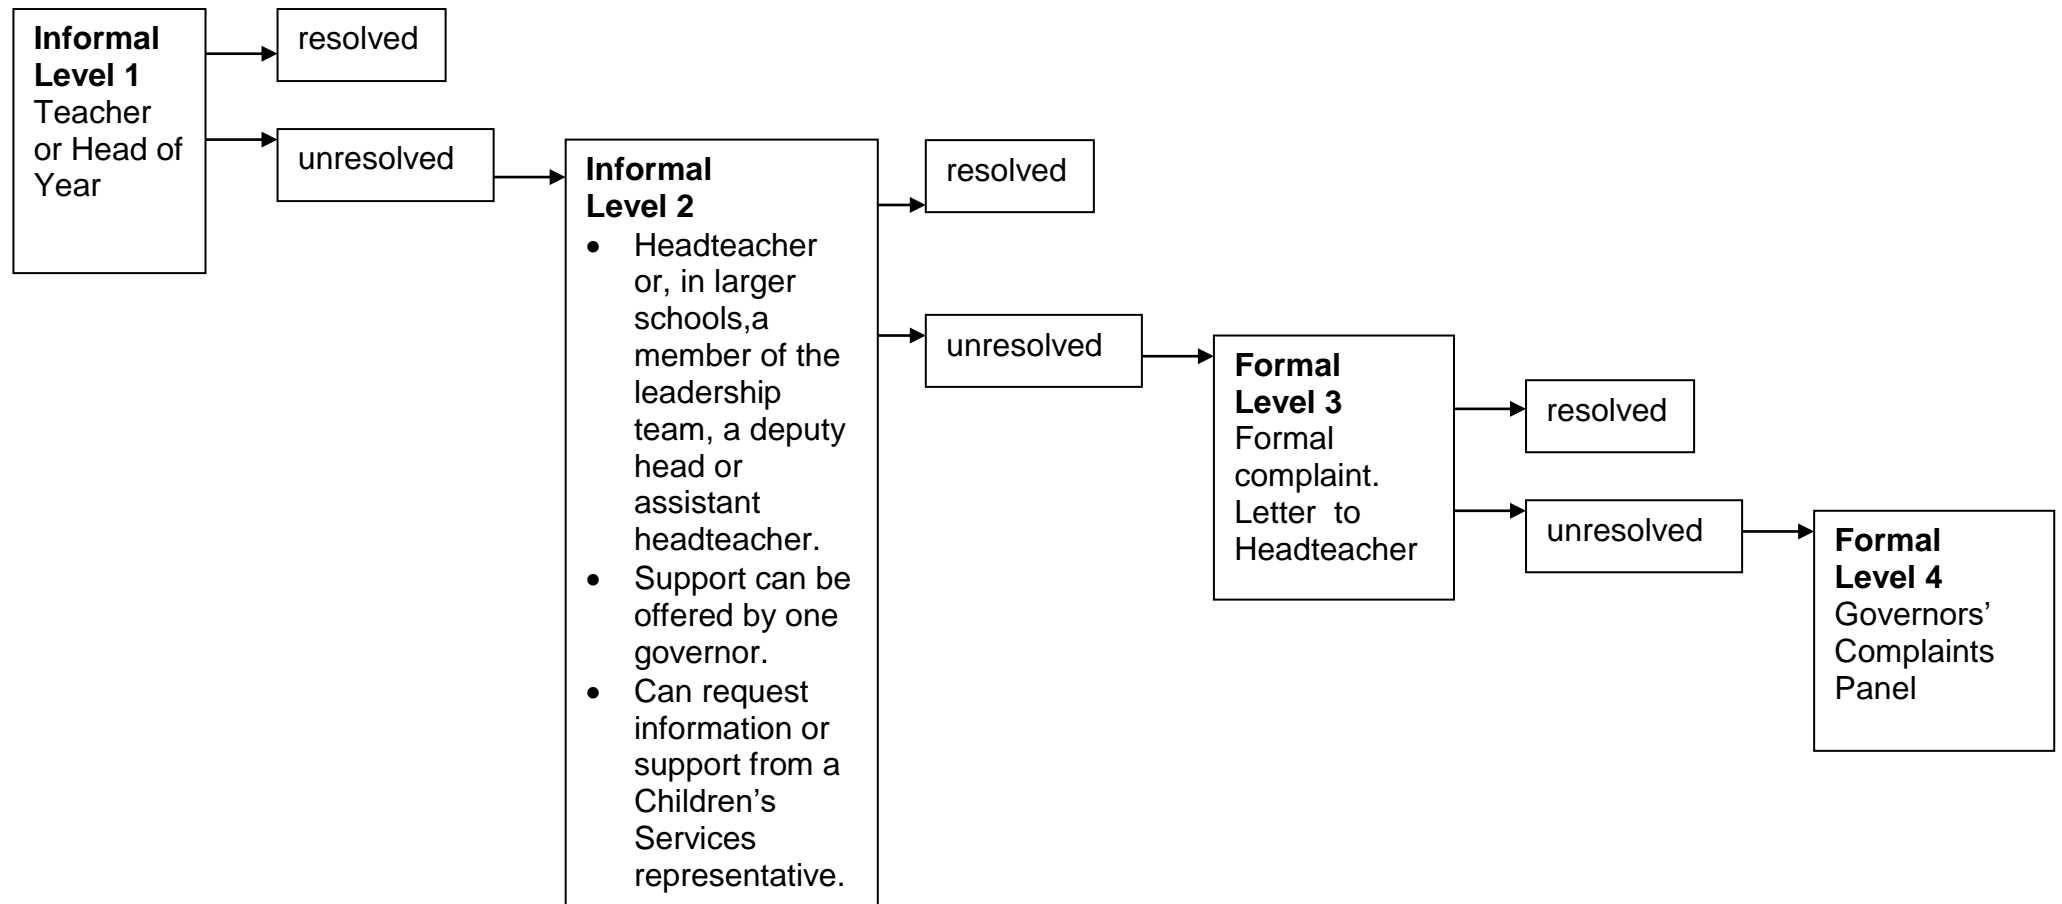 Informal
Level 1
Teacher
or Head of
Year
resolved
unresolved
Informal
Level 2
• Headteacher
or, in larger
schools,a
member of the
leadership
team, a deputy
head or
assistant
headteacher.
• Support can be
offered by one
governor.
• Can request
information or
support from a
Children’s
Services
representative.
resolved
unresolved
Formal
Level 3
Formal
complaint.
Letter  to
Headteacher
resolved
unresolved
Formal
Level 4
Governors’
Complaints
Panel